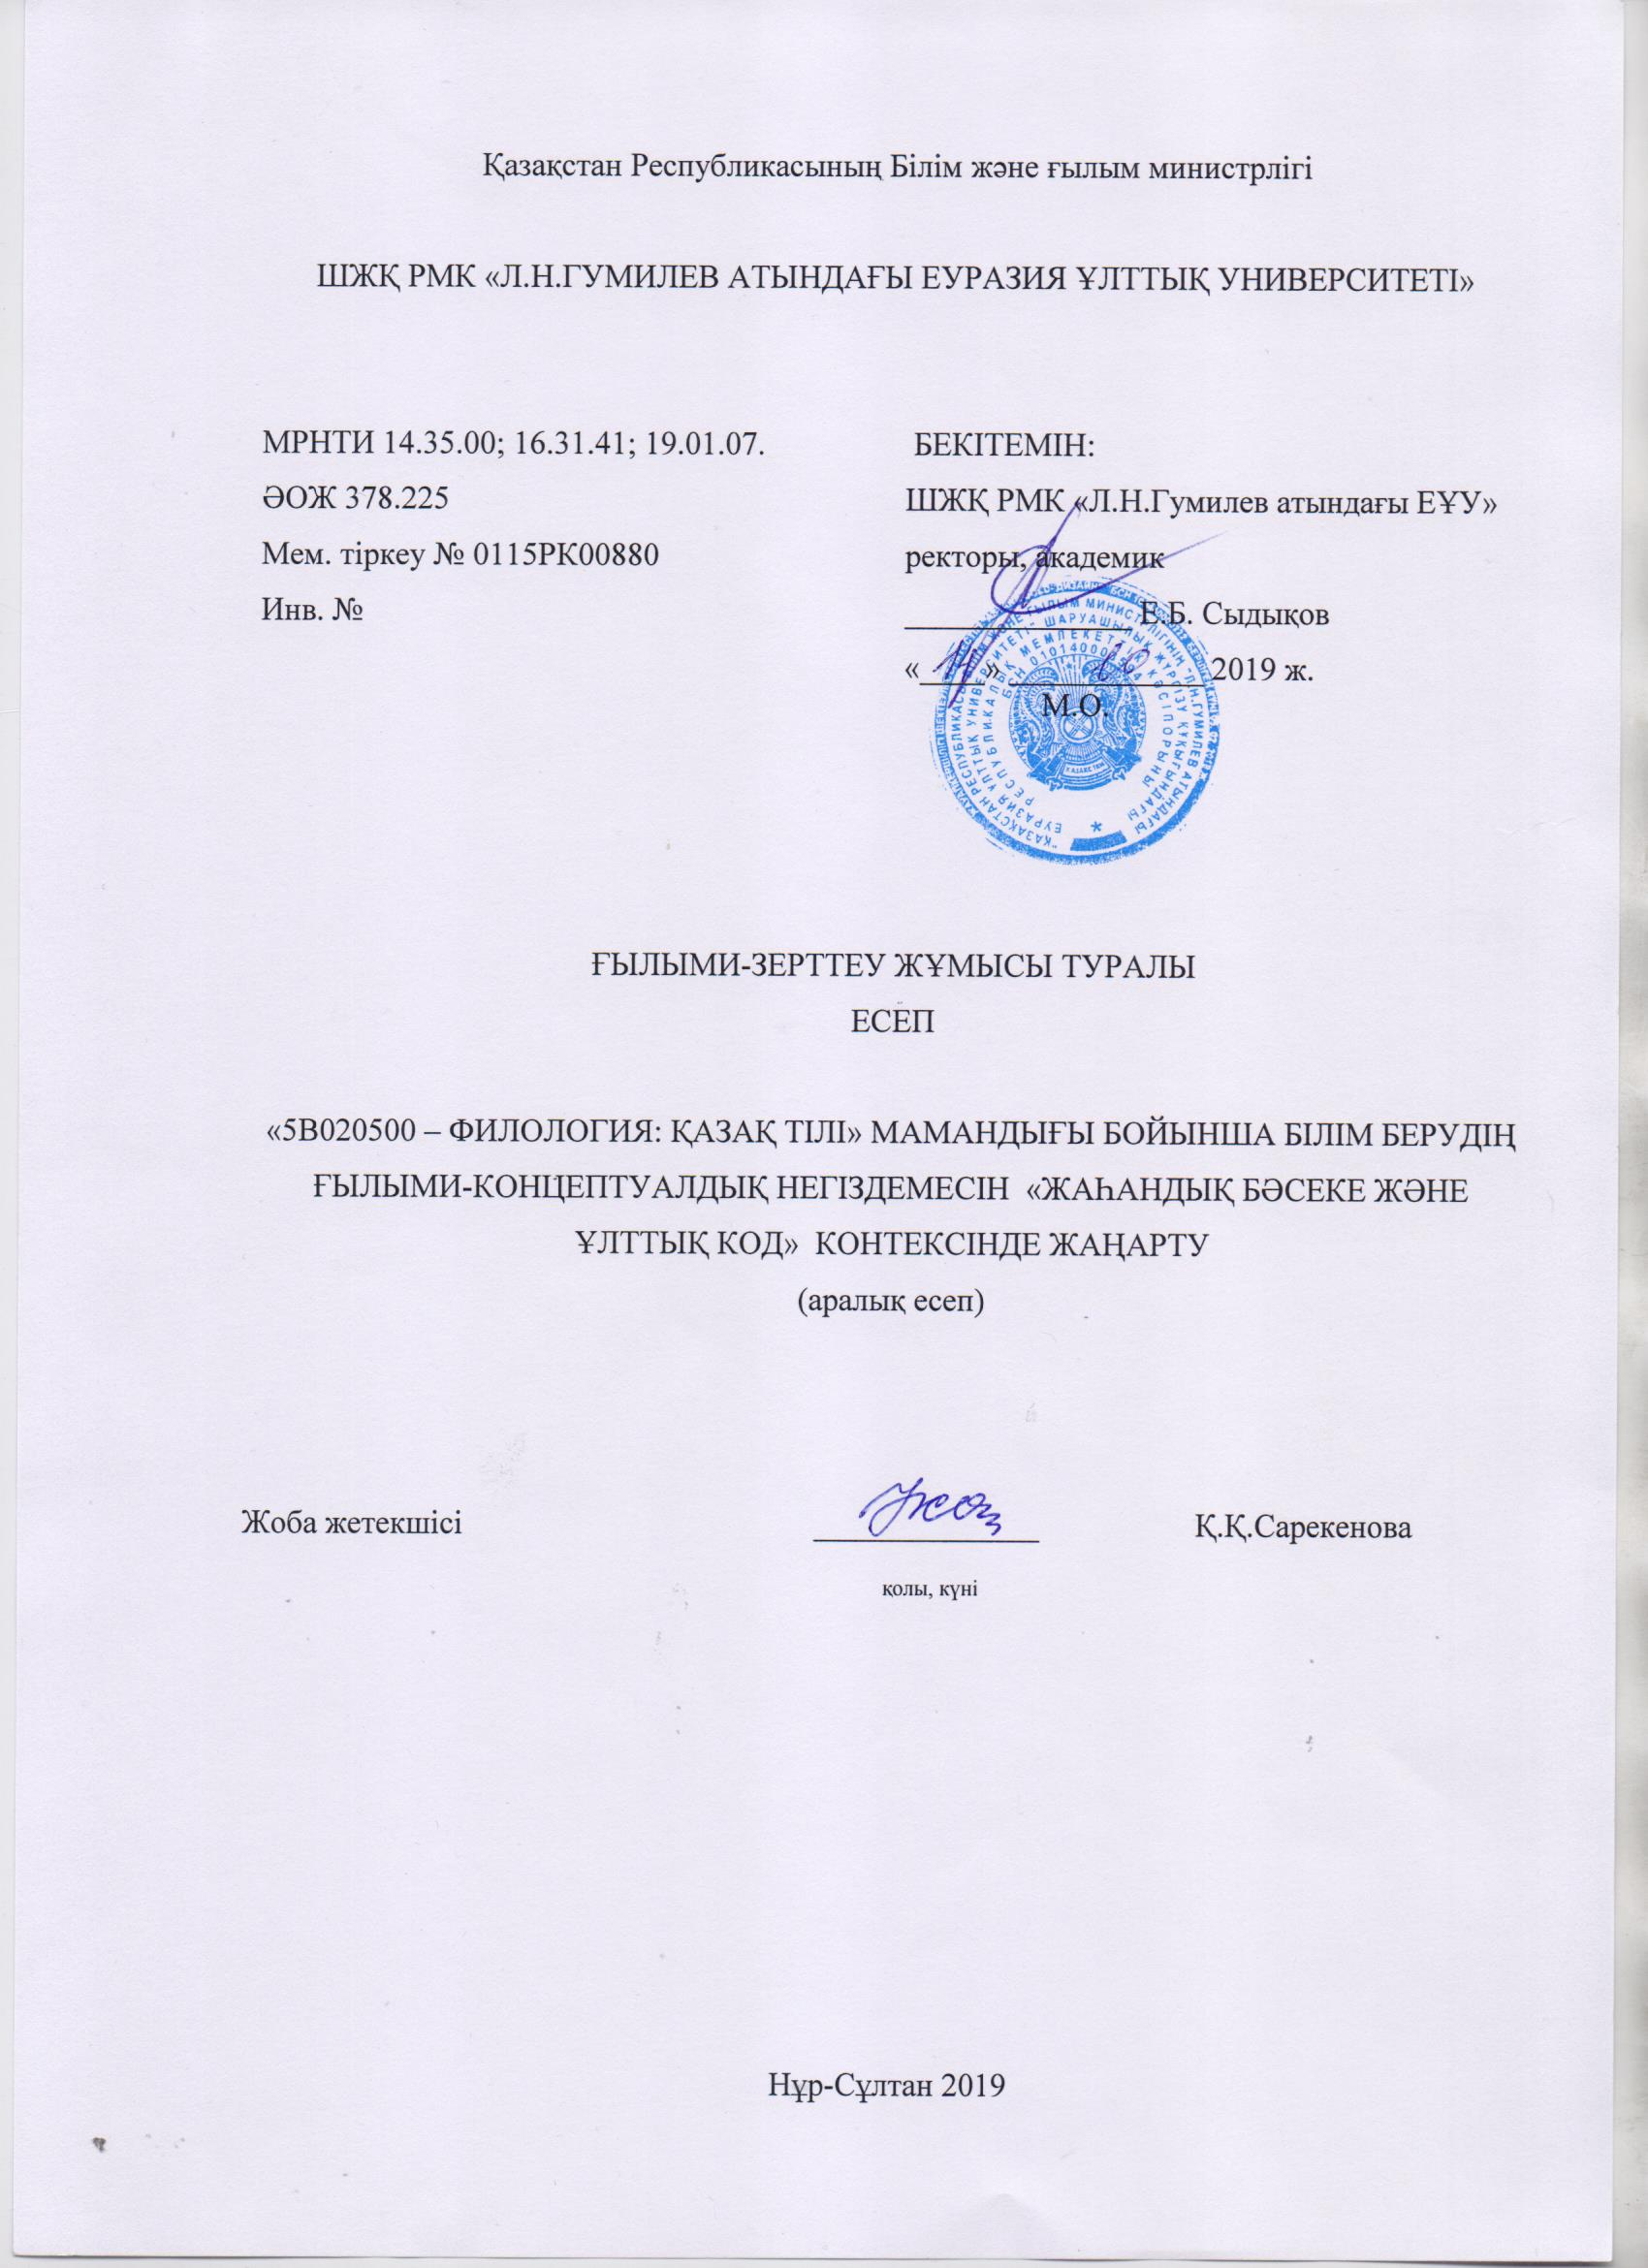 Қазақстан Республикасының Білім және ғылым министрлігі
ШЖҚ РМК «Л.Н.ГУМИЛЕВ АТЫНДАҒЫ ЕУРАЗИЯ ҰЛТТЫҚ УНИВЕРСИТЕТІ»
МРНТИ 14.35.00; 16.31.41; 19.01.07.
ӘОЖ 378.225
Мем. тіркеу № 0115РК00880
Инв. №
БЕКІТЕМІН:
ШЖҚ РМК «Л.Н.Гумилев атындағы ЕҰУ»
ректоры, академик
Е.Б. Сыдықов
« » 10 2019 ж.
М.О.
ҒЫЛЫМИ-ЗЕРТТЕУ ЖҰМЫСЫ ТУРАЛЫ
ЕСЕП
«5В020500 – ФИЛОЛОГИЯ: ҚАЗАҚ ТІЛІ» МАМАНДЫҒЫ БОЙЫНША БІЛІМ БЕРУДІҢ
ҒЫЛЫМИ-КОНЦЕПТУАЛДЫҚ НЕГІЗДЕМЕСІН «ЖАҺАНДЫҚ БӘСЕКЕ ЖӘНЕ
ҰЛТТЫҚ КОД» КОНТЕКСІНДЕ ЖАҢАРТУ
(аралық есеп)
Жоба жетекшісі
Қ.Қ.Сарекенова
қолы, күні
Нұр-Сұлтан 2019